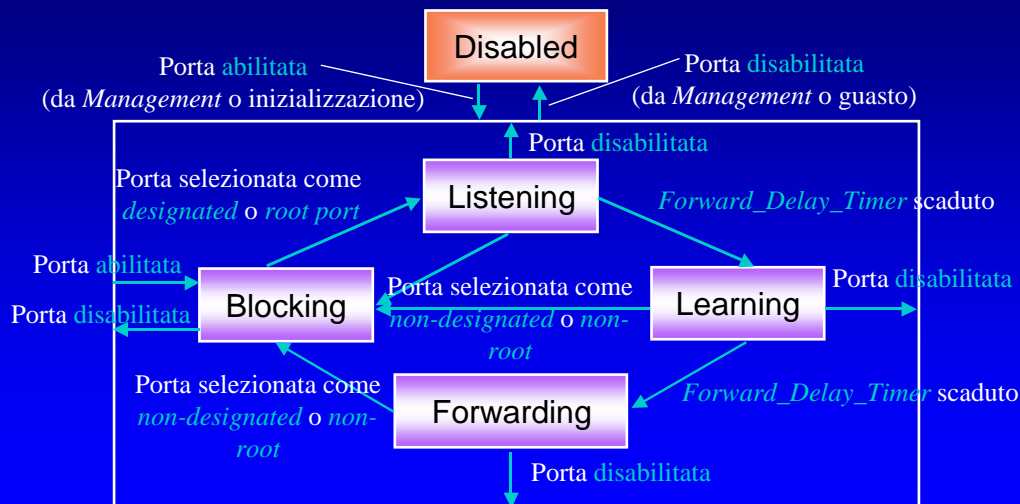 Disabled
Porta abilitata
(da Management o inizializzazione)
Porta disabilitata
(da Management o guasto)
Porta disabilitata
Porta selezionata come
designated o root port
Listening
Forward_Delay_Timer scaduto
Porta abilitata
Porta disabilitata
Blocking
Porta selezionata come
non-designated o non-
root
Learning
Porta disabilitata
Porta selezionata come
non-designated o non-
root
Forwarding
Forward_Delay_Timer scaduto
Porta disabilitata